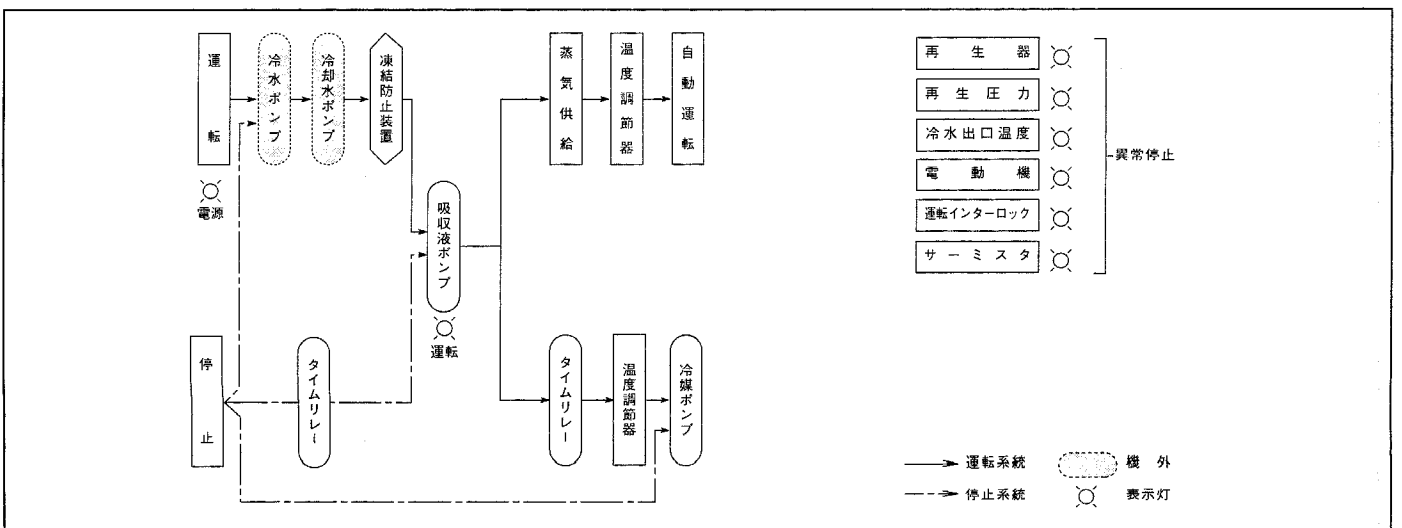 運転
冷水ポンプ
冷却水ポンプ
凍結防止装置
蒸気供給
温度調節器
自動運転
電源
吸収液ポンプ
運転
停止
タイムリレー
タイムリレー
温度調節器
冷媒ポンプ
再生器
再生圧力
冷水出口温度
電動機
運転インターロック
サーミスタ
異常停止
運転系統
機外
停止系統
表示灯